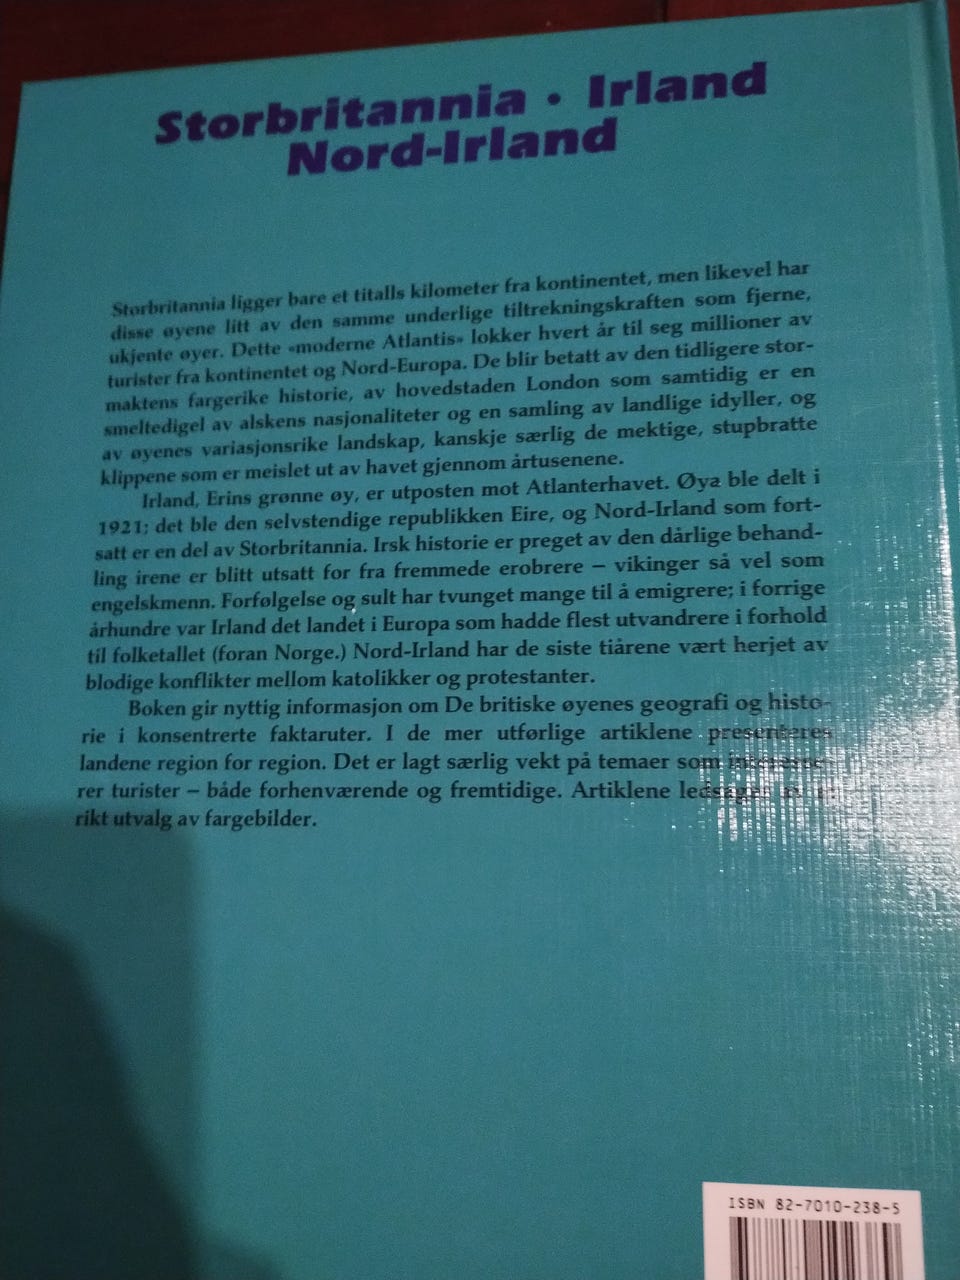 Storbritannia • Irland
Nord-Irland
Storbritannia ligger bare et titalls kilometer fra kontinentet, men likevel har
disse øyene litt av den samme underlige tiltrekningskraften som fjerne,
ukjente øyer. Dette «moderne Atlantis» lokker hvert år til seg millioner av
turister fra kontinentet og Nord-Europa. De blir betatt av den tidligere stor-
maktens fargerike historie, av hovedstaden London som samtidig er en
smeltedigel av alskens nasjonaliteter og en samling av landlige idyller, og
av øyenes variasjonsrike landskap, kanskje særlig de mektige, stupbratte
klippene som er meislet ut av havet gjennom årtusenene.
Irland, Erins grønne øy, er utposten mot Atlanterhavet. Øya ble delt i
1921; det ble den selvstendige republikken Eire, og Nord-Irland som fort-
satt er en del av Storbritannia. Irsk historie er preget av den dårlige behand-
ling irene er blitt utsatt for fra fremmede erobrere – vikinger så vel som
engelskmenn. Forfølgelse og sult har tvunget mange til å emigrere; i forrige
århundre var Irland det landet i Europa som hadde flest utvandrere i forhold
til folketallet (foran Norge.) Nord-Irland har de siste tiårene vært herjet av
blodige konflikter mellom katolikker og protestanter.
Boken gir nyttig informasjon om De britiske øyenes geografi og histo-
rie i konsentrerte faktaruter. I de mer utførlige artiklene presenteres
landene region for region. Det er lagt særlig vekt på temaer som
rer turister – både forhenværende og fremtidige. Artiklene
rikt utvalg av fargebilder.
ISBN 82-7010-238-5